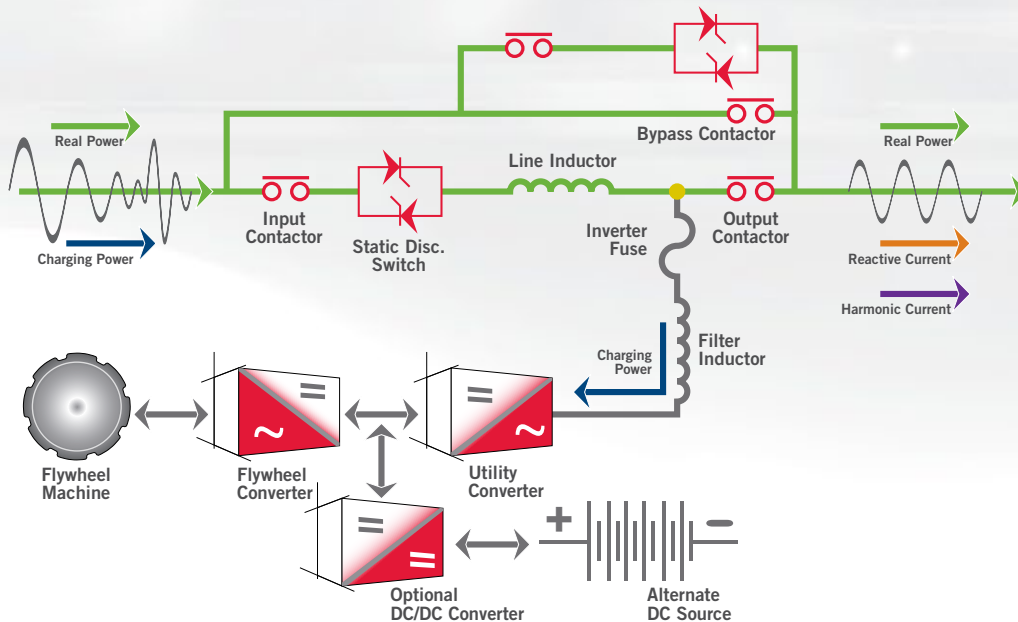 Real Power
Charging Power
Input
Contactor
Static Disc.
Switch
Line Inductor
Bypass Contactor
Inverter
Fuse
Output
Contactor
Real Power
Reactive Current
Harmonic Current
Filter
Inductor
Charging
Power
Flywheel
Machine
Flywheel
Converter
Utility
Converter
+ −
Optional
DC/DC Converter
Alternate
DC Source